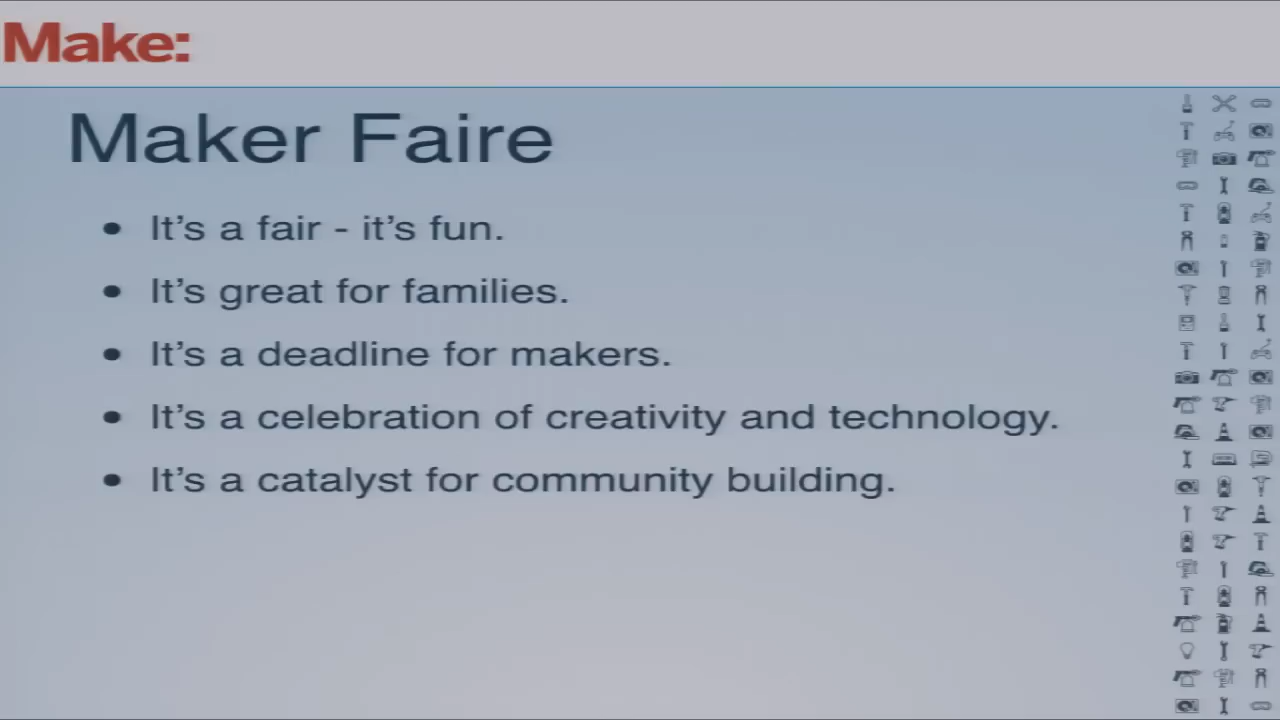 Make:
Maker Faire
• It's a fair - it's fun.
• It's great for families.
• It's a deadline for makers.
• It's a celebration of creativity and technology.
• It's a catalyst for community building.